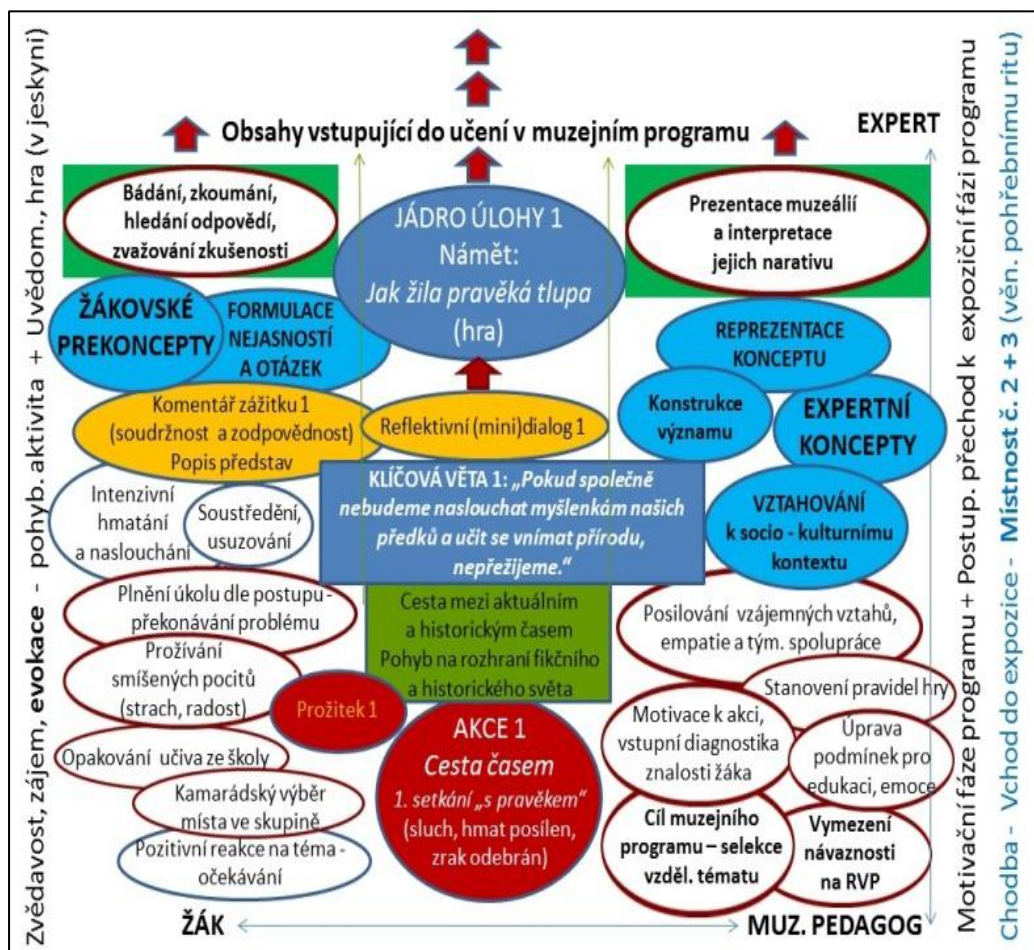 Obsahy vstupující do učení v muzejním programu
EXPERT
Bádání, zkoumání,
hledání odpovědí,
zvažování zkušenosti
JÁDRO ÚLOHY 1
Námět:
Jak žila pravěká tlupa
(hra)
Prezentace muzeálií
a interpretace
jejich narativu
ŽÁKOVSKÉ
PREKONCEPTY
FORMULACE
NEJASNOSTÍ
A OTÁZEK
REPREZENTACE
KONCEPTU
Konstrukce
významu
EXPERTNÍ
KONCEPTY
Komentář zážitku 1
(soudržnost a zodpovědnost)
Popis představ
Reflektivní (mini)dialog 1
KLÍČOVÁ VĚTA 1: „Pokud společně
nebudeme naslouchat myšlenkám našich
předků a učit se vnímat přírodu,
nepřežijeme.“
VZTAHOVÁNÍ
k socio - kulturnímu
kontextu
Intenzivní
hmatání
a naslouchání
Soustředění,
usuzování
Plnění úkolu dle postupu -
překonávání problému
Cesta mezi aktuálním
a historickým časem
Pohyb na rozhraní fikčního
a historického světa
Posilování vzájemných vztahů,
empatie a tým. spolupráce
Prožívání
smíšených pocitů
(strach, radost)
Prožitek 1
Stanovení pravidel hry
Motivace k akci,
vstupní diagnostika
znalosti žáka
Úprava
podmínek pro
edukaci, emoce
Opakování učiva ze školy
AKCE 1
Cesta časem
1. setkání „s pravěkem“
(sluch, hmat posílen,
zrak odebrán)
Kamarádský výběr
místa ve skupině
Pozitivní reakce na téma -
očekávání
Cíl muzejního
programu – selekce
vzděl. tématu
Vymezení
návaznosti
na RVP
ŽÁK
MUZ. PEDAGOG
Zvědavost, zájem, evokace - pohyb. aktivita + Uvědom., hra (v jeskyni)
Motivační fáze programu + Postup. přechod k expoziční fázi programu
Chodba - Vchod do expozice - Místnost č. 2 + 3 (věn. pohřebnímu ritu)